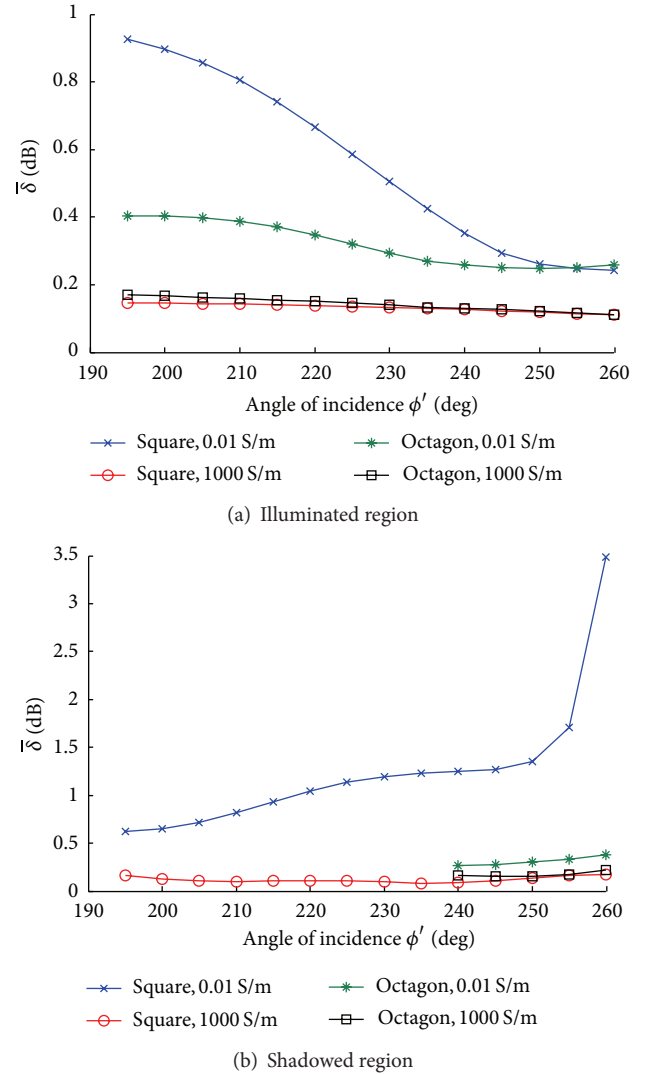 1
0.8
0.6
0.4
0.2
0
δ̅ (dB)
190 200 210 220 230 240 250 260
Angle of incidence ϕ′ (deg)
Square, 0.01 S/m Octagon, 0.01 S/m
Square, 1000 S/m Octagon, 1000 S/m
(a) Illuminated region
3.5
3
2.5
2
1.5
1
0.5
0
δ̅ (dB)
190 200 210 220 230 240 250 260
Angle of incidence ϕ′ (deg)
Square, 0.01 S/m Octagon, 0.01 S/m
Square, 1000 S/m Octagon, 1000 S/m
(b) Shadowed region